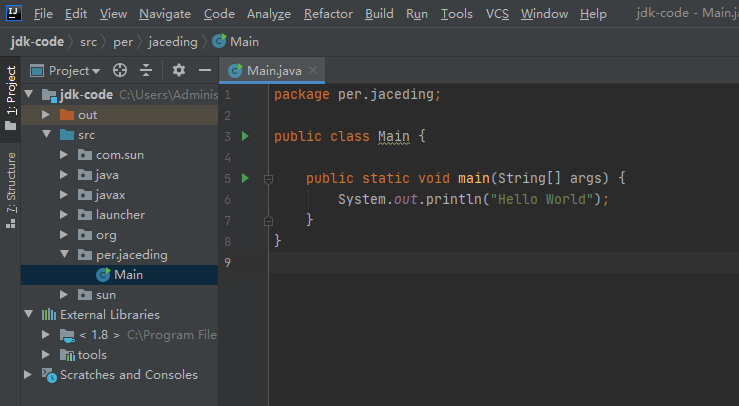 File Edit View Navigate Code Analyze Refactor Build Run Tools VCS Window Help jdk-code - Main.j
jdk-code src per jaceding Main
1: Project
7: Structure
Project
jdk-code C:\Users\Adminis
out
src
com.sun
java
javax
launcher
org
per.jaceding
Main
sun
External Libraries
< 1.8 > C:\Program File
tools
Scratches and Consoles
Main.java
1 package per.jaceding;
2
3 public class Main {
4
5 public static void main(String[] args) {
6 System.out.println("Hello World");
7 }
8 }
9